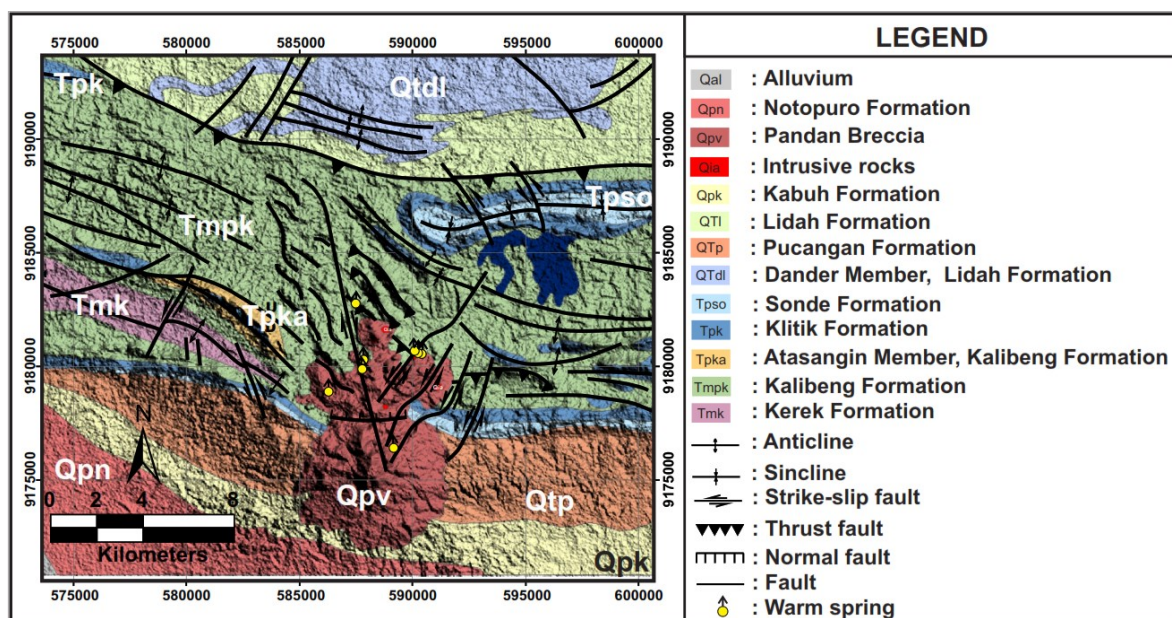 575000 580000 585000 590000 595000 600000
LEGEND
Tpk
Qtdl
9190000
9190000
Tpso
Tmpk
9185000
9185000
Tmk
Tpka
9180000
9180000
N
Qpn
Qpv
Qtp
9175000
9175000
0 2 4 8
Kilometers
Qpk
575000 580000 585000 590000 595000 600000
Qal : Alluvium
Qpn : Notopuro Formation
Qpv : Pandan Breccia
Qia : Intrusive rocks
Qpk : Kabuh Formation
QTl : Lidah Formation
QTp : Pucangan Formation
QTdl : Dander Member, Lidah Formation
Tpso : Sonde Formation
Tpk : Klitik Formation
Tpka : Atasangin Member, Kalibeng Formation
Tmpk : Kalibeng Formation
Tmk : Kerek Formation
: Anticline
: Sincline
: Strike-slip fault
: Thrust fault
: Normal fault
: Fault
: Warm spring